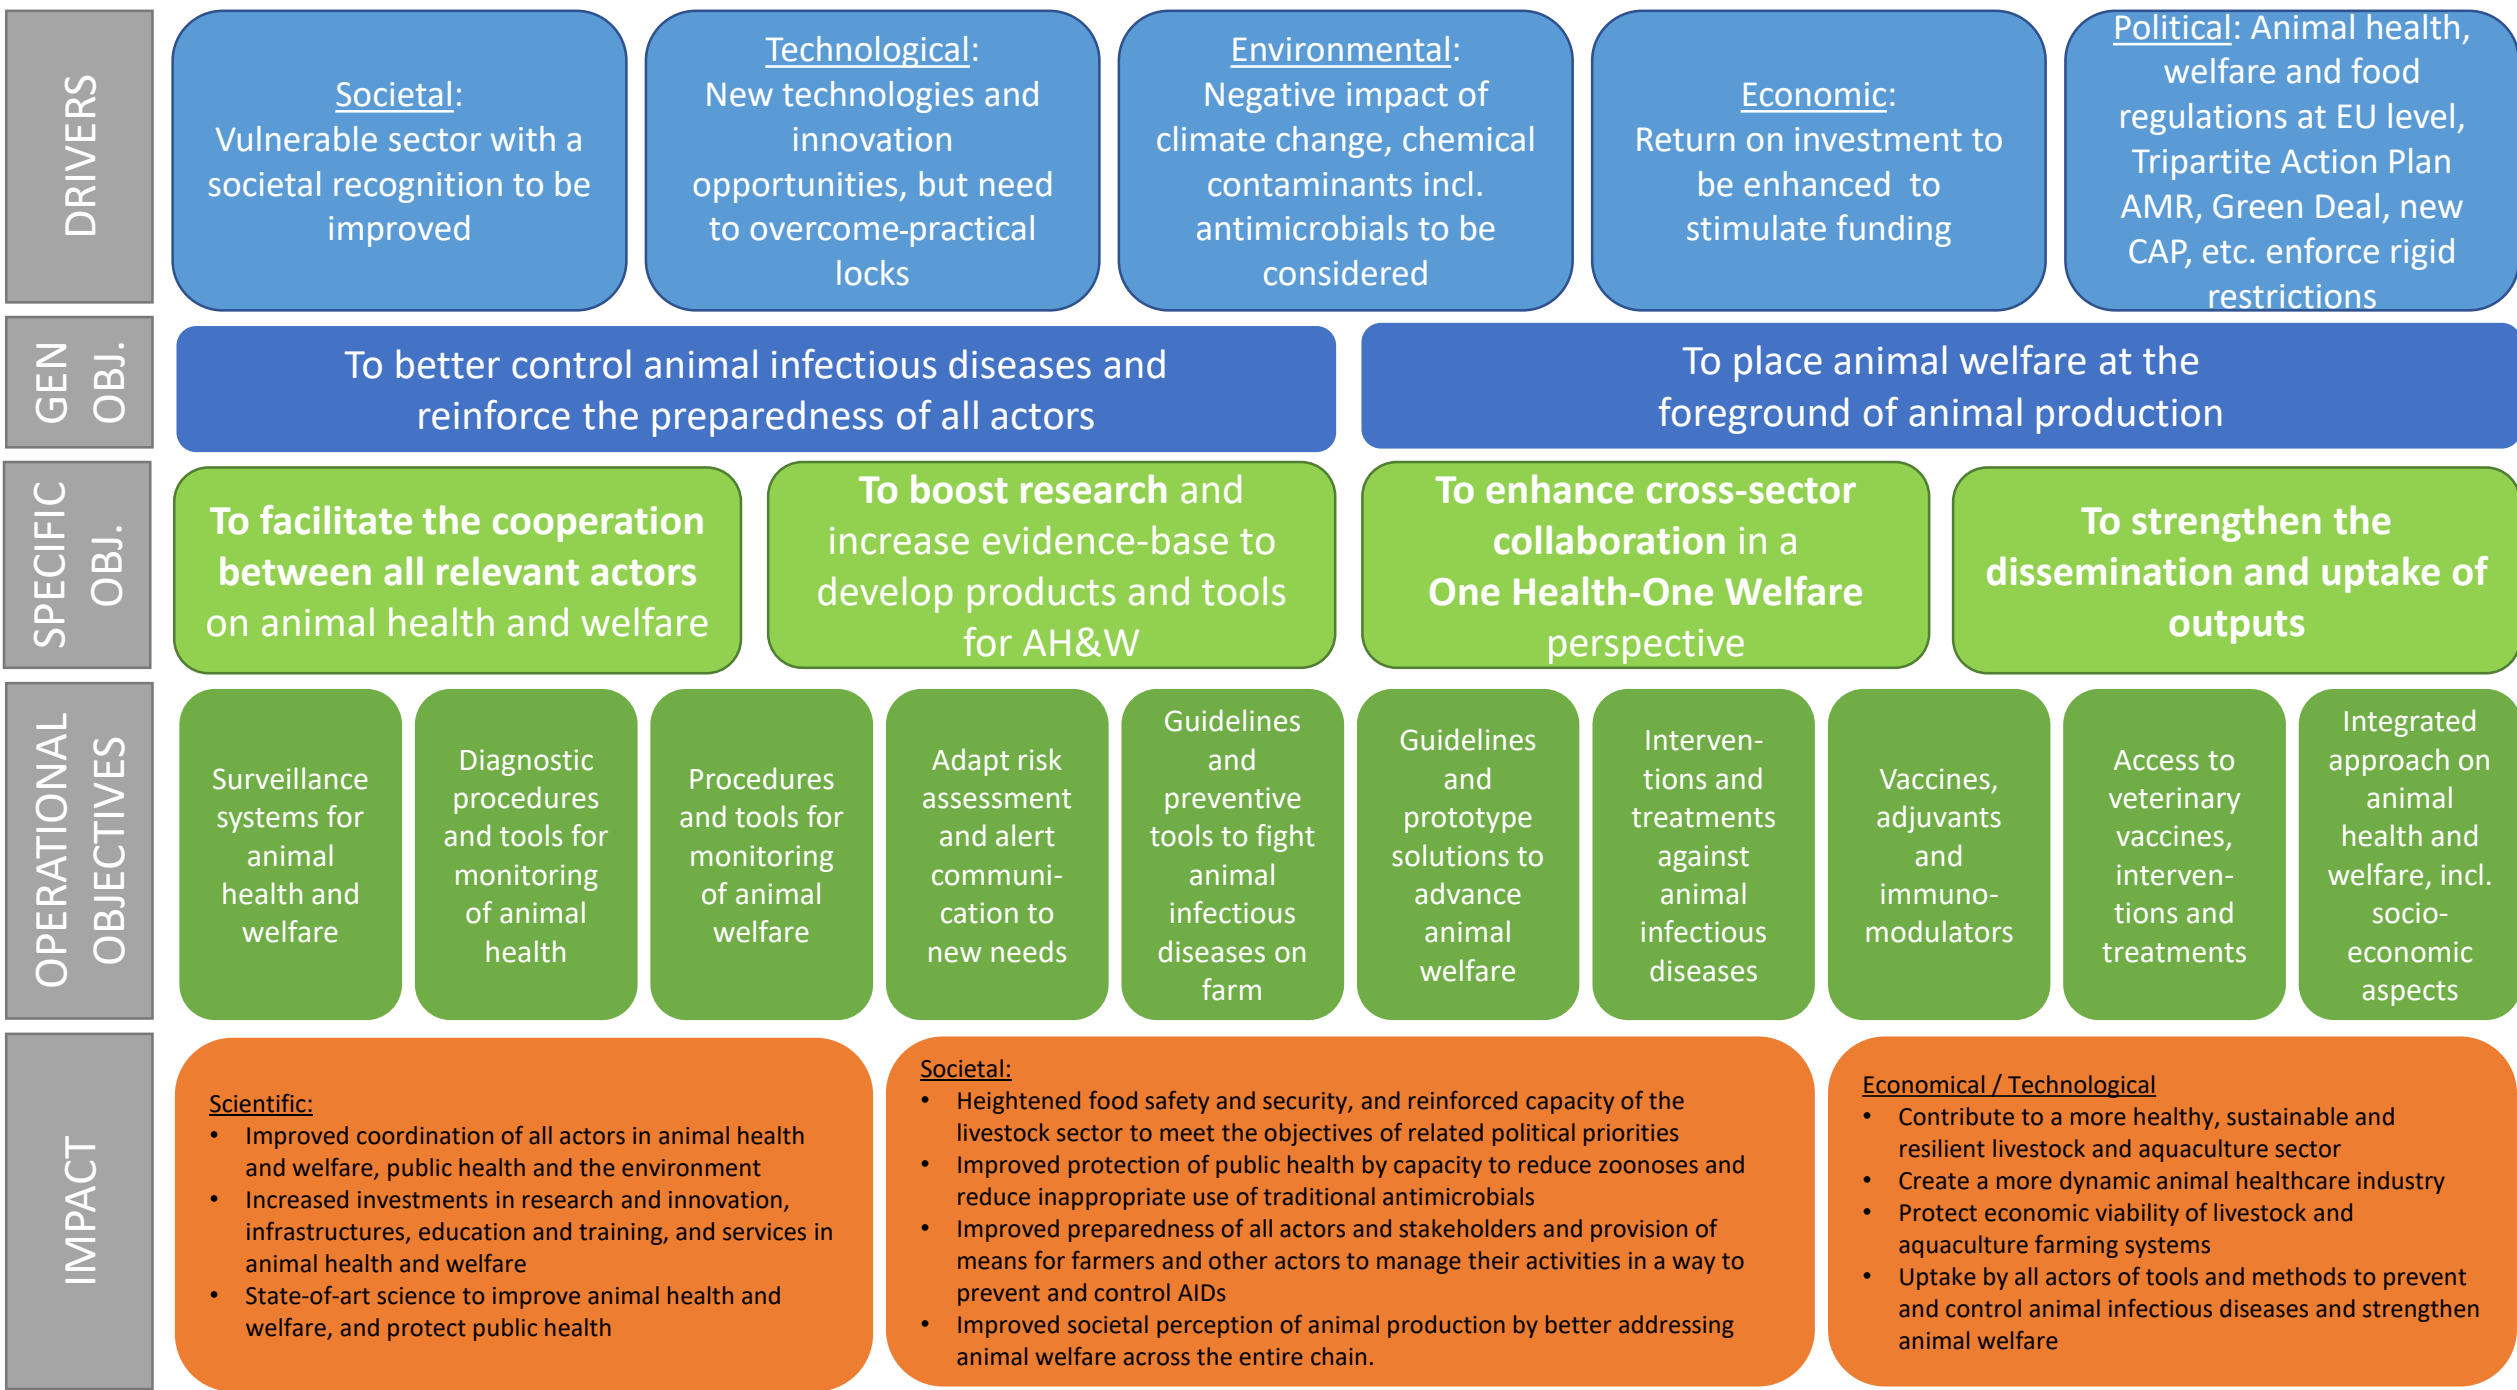 DRIVERS
Societal:
Vulnerable sector with a
societal recognition to be
improved
Technological:
New technologies and
innovation
opportunities, but need
to overcome-practical
locks
Environmental:
Negative impact of
climate change, chemical
contaminants incl.
antimicrobials to be
considered
Economic:
Return on investment to
be enhanced to
stimulate funding
Political: Animal health,
welfare and food
regulations at EU level,
Tripartite Action Plan
AMR, Green Deal, new
CAP, etc. enforce rigid
restrictions
GEN
OBJ.
To better control animal infectious diseases and
reinforce the preparedness of all actors
To place animal welfare at the
foreground of animal production
SPECIFIC
OBJ.
To facilitate the cooperation
between all relevant actors
on animal health and welfare
To boost research and
increase evidence-base to
develop products and tools
for AH&W
To enhance cross-sector
collaboration in a
One Health-One Welfare
perspective
To strengthen the
dissemination and uptake of
outputs
OPERATIONAL
OBJECTIVES
Surveillance
systems for
animal
health and
welfare
Diagnostic
procedures
and tools for
monitoring
of animal
health
Procedures
and tools for
monitoring
of animal
welfare
Adapt risk
assessment
and alert
communi-
cation to
new needs
Guidelines
and
preventive
tools to fight
animal
infectious
diseases on
farm
Guidelines
and
prototype
solutions to
advance
animal
welfare
Interven-
tions and
treatments
against
animal
infectious
diseases
Vaccines,
adjuvants
and
immuno-
modulators
Access to
veterinary
vaccines,
interven-
tions and
treatments
Integrated
approach on
animal
health and
welfare, incl.
socio-
economic
aspects
IMPACT
Scientific:
• Improved coordination of all actors in animal health
and welfare, public health and the environment
• Increased investments in research and innovation,
infrastructures, education and training, and services in
animal health and welfare
• State-of-art science to improve animal health and
welfare, and protect public health
Societal:
• Heightened food safety and security, and reinforced capacity of the
livestock sector to meet the objectives of related political priorities
• Improved protection of public health by capacity to reduce zoonoses and
reduce inappropriate use of traditional antimicrobials
• Improved preparedness of all actors and stakeholders and provision of
means for farmers and other actors to manage their activities in a way to
prevent and control AIDs
• Improved societal perception of animal production by better addressing
animal welfare across the entire chain.
Economical / Technological
• Contribute to a more healthy, sustainable and
resilient livestock and aquaculture sector
• Create a more dynamic animal healthcare industry
• Protect economic viability of livestock and
aquaculture farming systems
• Uptake by all actors of tools and methods to prevent
and control animal infectious diseases and strengthen
animal welfare